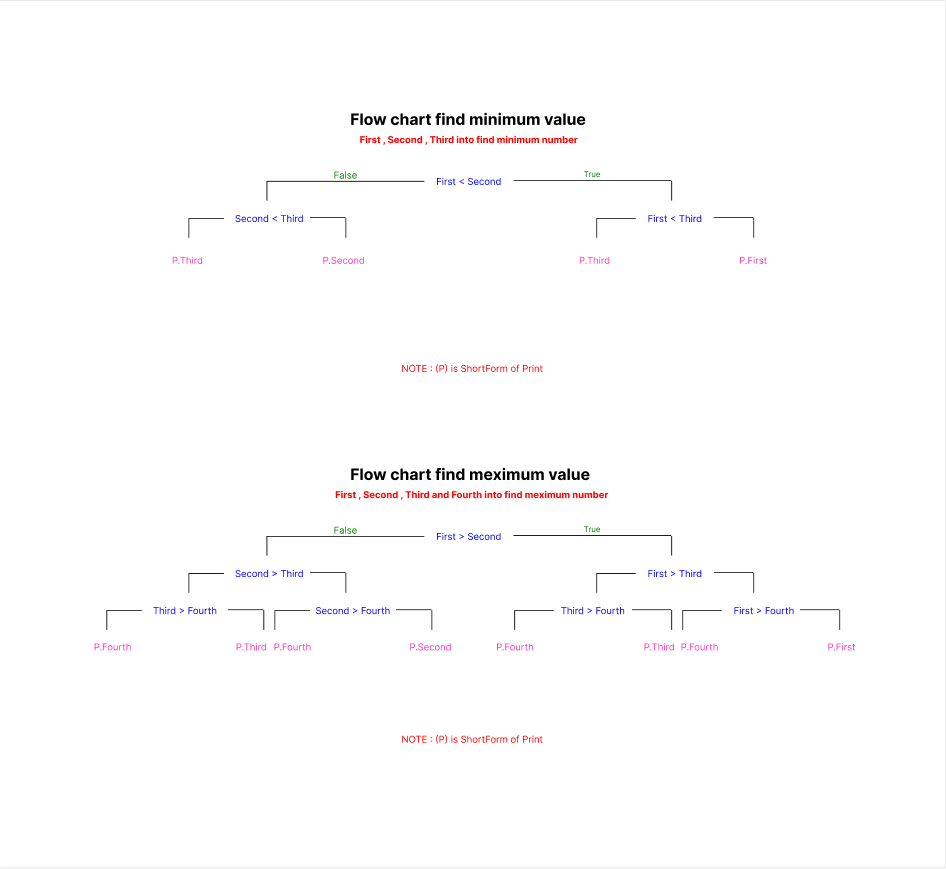 Flow chart find minimum value
First , Second , Third into find minimum number
False First < Second True
Second < Third First < Third
P.Third P.Second P.Third P.First
NOTE : (P) is ShortForm of Print
Flow chart find meximum value
First , Second , Third and Fourth into find meximum number
False First > Second True
Second > Third First > Third
Third > Fourth Second > Fourth Third > Fourth First > Fourth
P.Fourth P.Third P.Fourth P.Second P.Fourth P.Third P.Fourth P.First
NOTE : (P) is ShortForm of Print